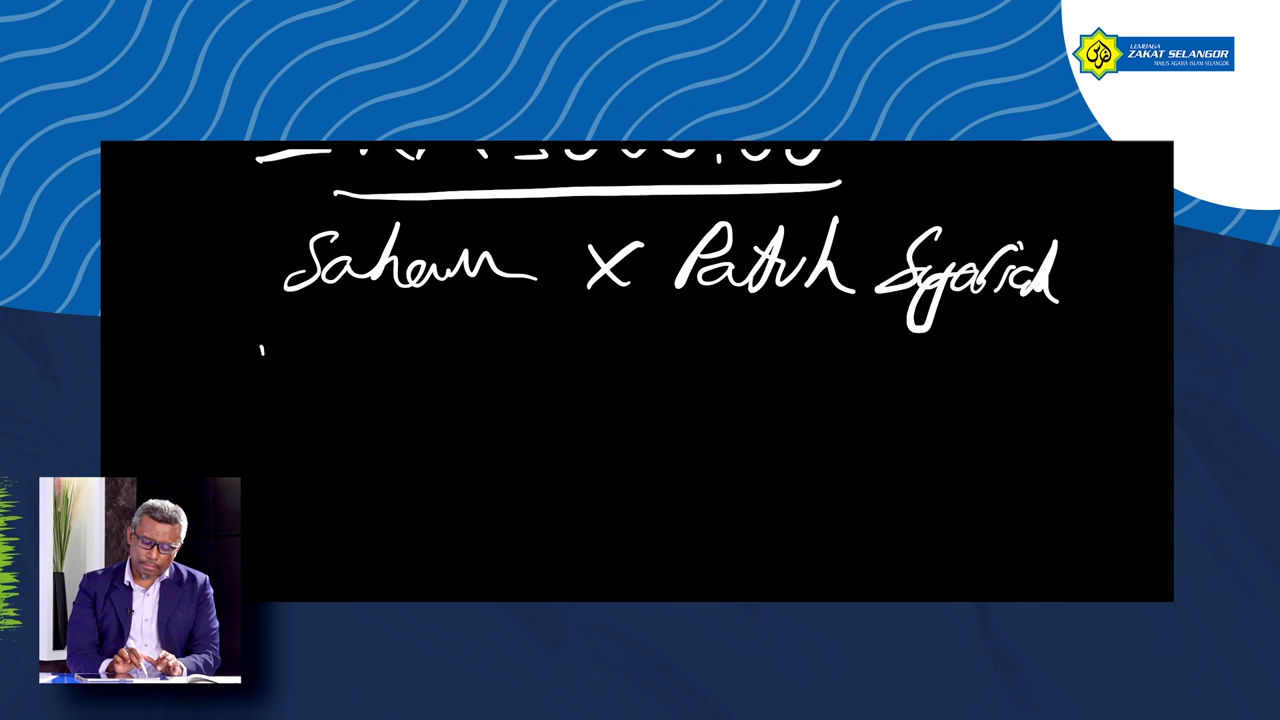 LEMBAGA
ZAKAT SELANGOR
MAJLIS AGAMA ISLAM SELANGOR
Saham X Patuh Syariah